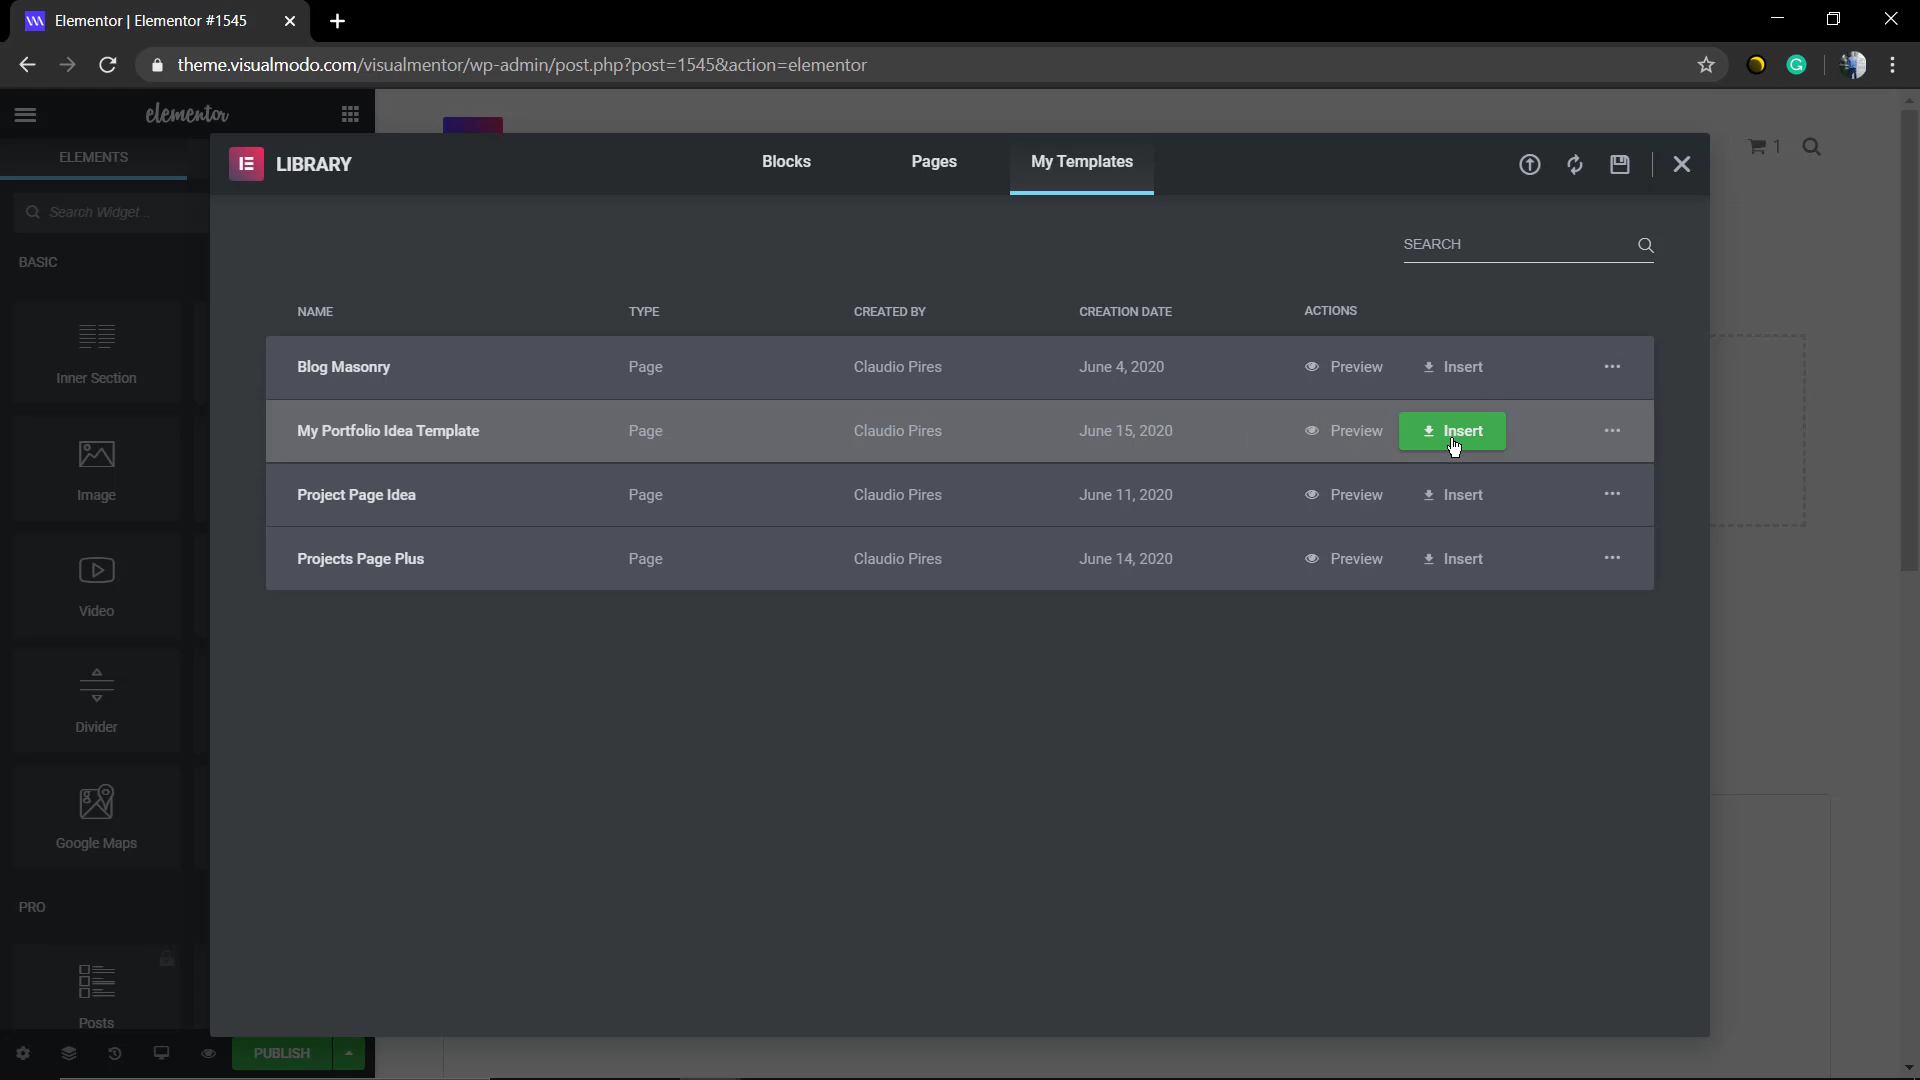 Elementor | Elementor #1545
theme.visualmodo.com/visualmentor/wp-admin/post.php?post=1545&action=elementor
elementor
ELEMENTS
LIBRARY
Blocks
Pages
My Templates
1
Search Widget...
SEARCH
BASIC
NAME TYPE CREATED BY CREATION DATE ACTIONS
Blog Masonry Page Claudio Pires June 4, 2020 Preview Insert
My Portfolio Idea Template Page Claudio Pires June 15, 2020 Preview Insert
Project Page Idea Page Claudio Pires June 11, 2020 Preview Insert
Projects Page Plus Page Claudio Pires June 14, 2020 Preview Insert
Inner Section
Image
Video
Divider
Google Maps
PRO
Posts
PUBLISH